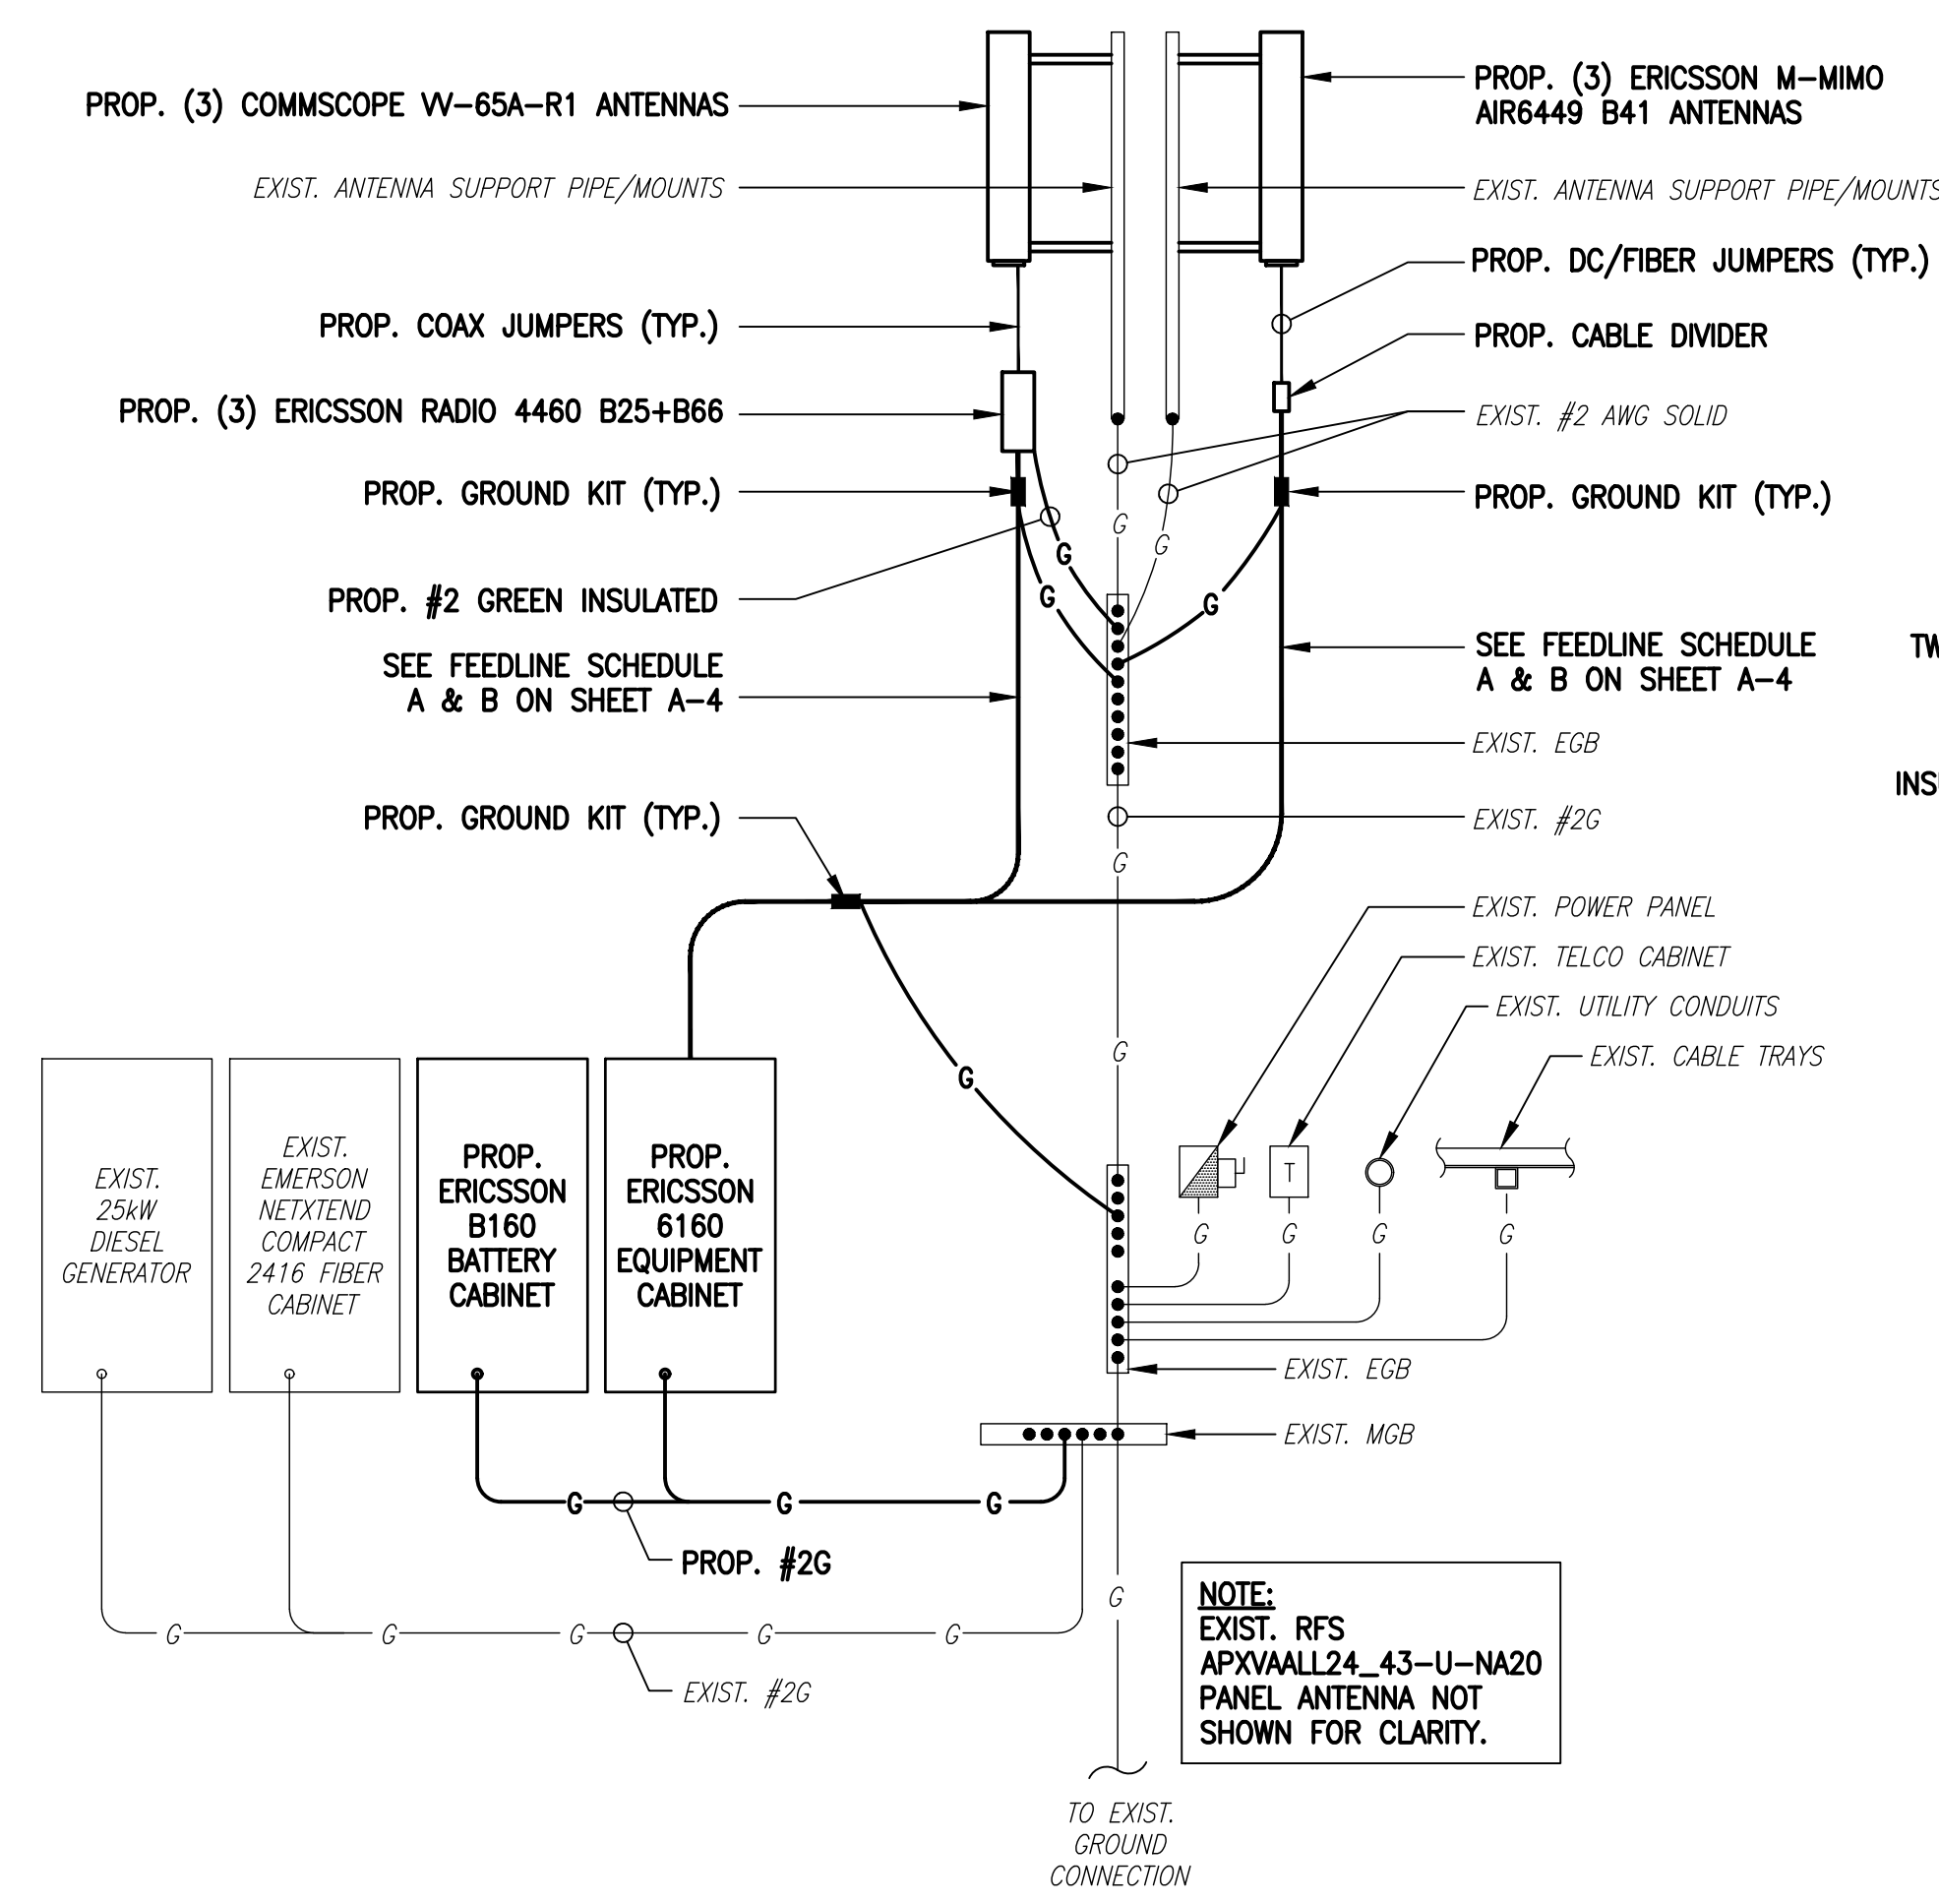 PROP. (3) COMMSCOPE VV-65A-R1 ANTENNAS
EXIST. ANTENNA SUPPORT PIPE/MOUNTS
PROP. COAX JUMPERS (TYP.)
PROP. (3) ERICSSON RADIO 4460 B25+B66
PROP. GROUND KIT (TYP.)
PROP. #2 GREEN INSULATED
SEE FEEDLINE SCHEDULE
A & B ON SHEET A-4
PROP. GROUND KIT (TYP.)
PROP. (3) ERICSSON M-MIMO
AIR6449 B41 ANTENNAS
EXIST. ANTENNA SUPPORT PIPE/MOUNTS
PROP. DC/FIBER JUMPERS (TYP.)
PROP. CABLE DIVIDER
EXIST. #2 AWG SOLID
PROP. GROUND KIT (TYP.)
SEE FEEDLINE SCHEDULE
A & B ON SHEET A-4
EXIST. EGB
EXIST. #2G
EXIST. POWER PANEL
EXIST. TELCO CABINET
EXIST. UTILITY CONDUITS
EXIST. CABLE TRAYS
TW
INSU
G
G
G
G
G
G
G
G
EXIST.
25kW
DIESEL
GENERATOR
EXIST.
EMERSON
NETXTEND
COMPACT
2416 FIBER
CABINET
PROP.
ERICSSON
B160
BATTERY
CABINET
PROP.
ERICSSON
6160
EQUIPMENT
CABINET
T
G
G
G
G
EXIST. EGB
EXIST. MGB
G
G
G
PROP. #2G
G
G
G
G
G
EXIST. #2G
G
NOTE:
EXIST. RFS
APXVAALL24_43-U-NA20
PANEL ANTENNA NOT
SHOWN FOR CLARITY.
TO EXIST.
GROUND
CONNECTION